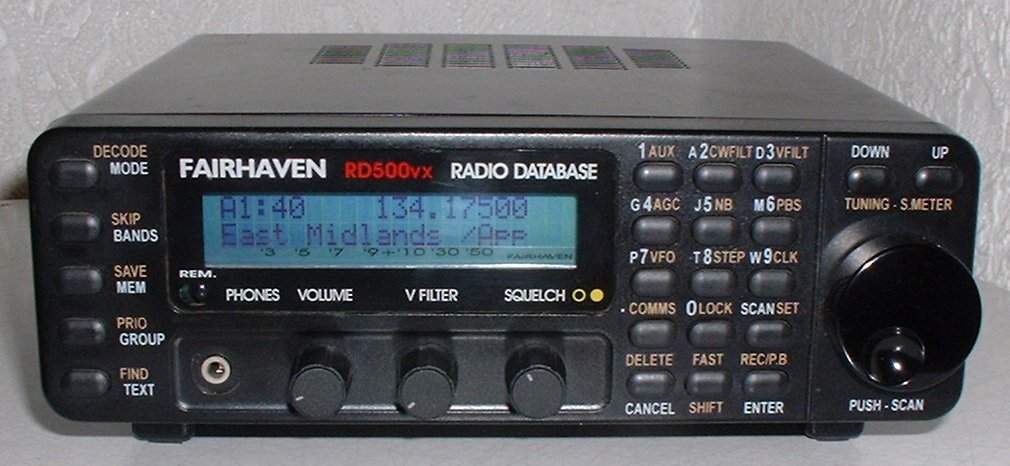 DECODE
MODE
SKIP
BANDS
SAVE
MEM
PRIO
GROUP
FIND
TEXT
FAIRHAVEN RD500VX RADIO DATABASE
A1:40 134.17500
East Midlands /App
'3 '5 '7 '9+'10 '30 '50 FAIRHAVEN
REM.
PHONES VOLUME V FILTER SQUELCH
1 AUX A 2 CWFILT D 3 VFILT
G 4 AGC J 5 NB M 6 PBS
P 7 VFO T 8 STEP W 9 CLK
. COMMS 0 LOCK SCAN SET
DELETE FAST REC/P.B
CANCEL SHIFT ENTER
DOWN UP
TUNING - S.METER
PUSH - SCAN